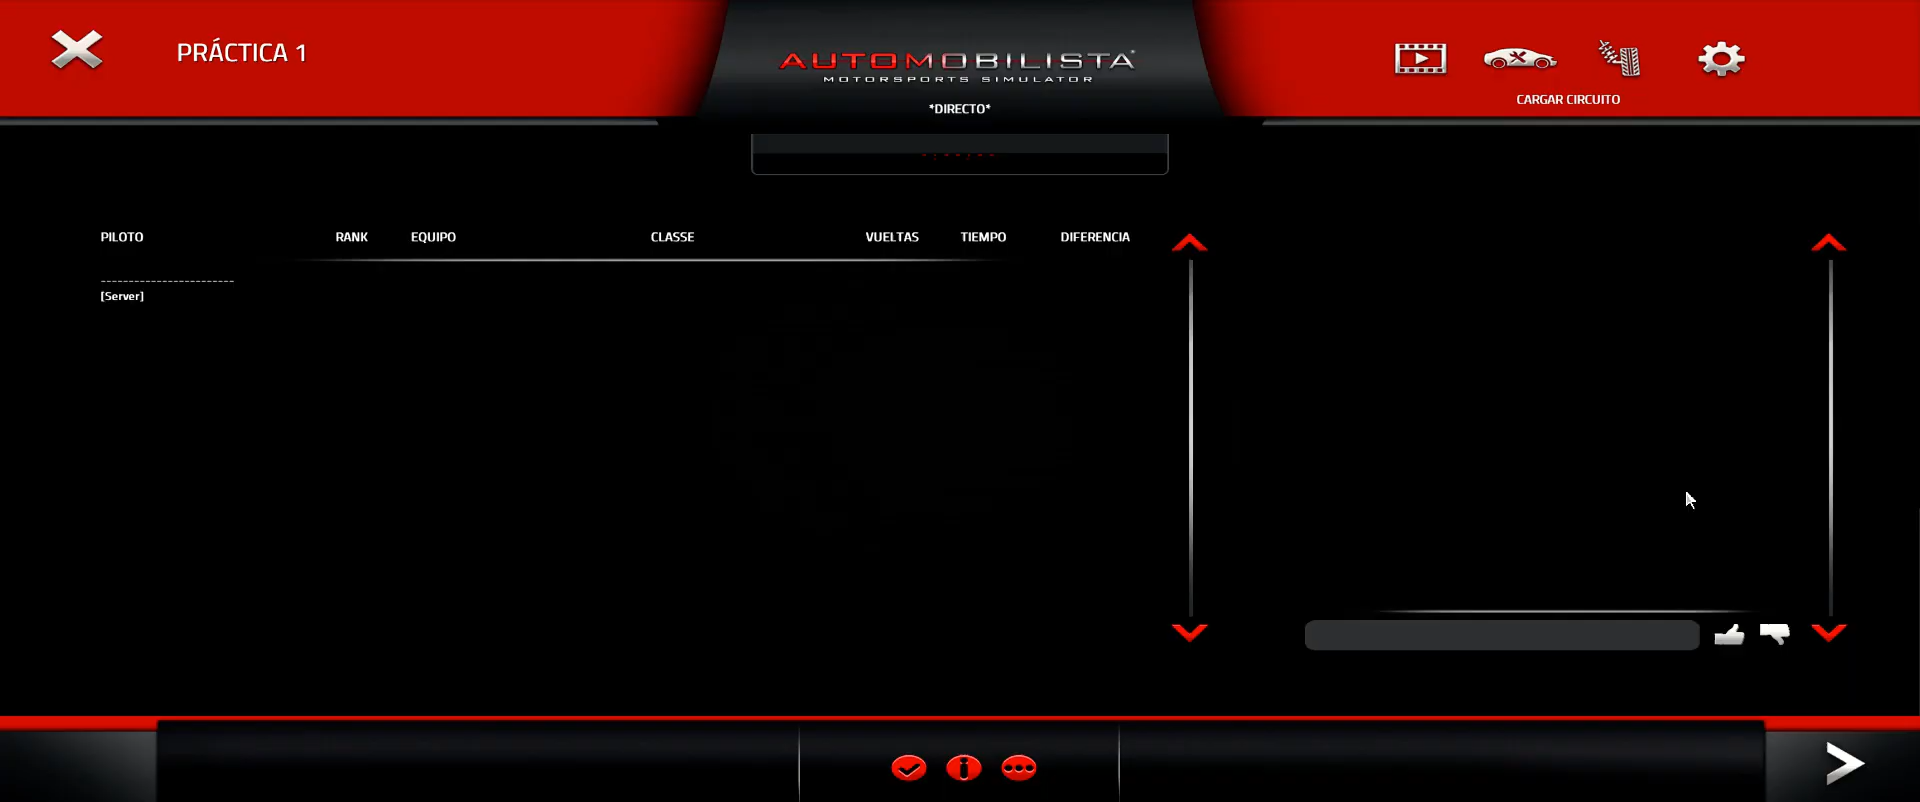 PRÁCTICA 1
AUTOMOBILISTA
MOTORSPORTS SIMULATOR
*DIRECTO*
CARGAR CIRCUITO
PILOTO RANK EQUIPO CLASSE VUELTAS TIEMPO DIFERENCIA
------------------------
[Server]